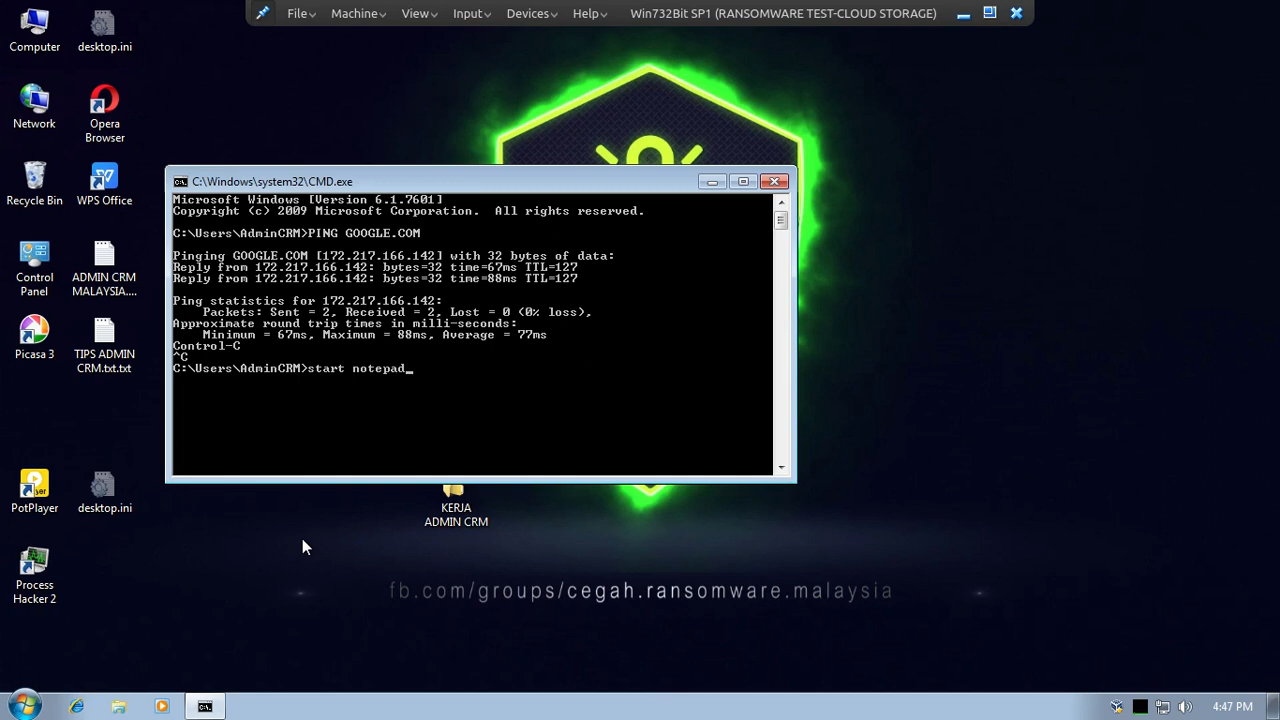 File Machine View Input Devices Help Win732Bit SP1 (RANSOMWARE TEST-CLOUD STORAGE)
Computer
desktop.ini
Network
Opera
Browser
Recycle Bin
WPS Office
Control
Panel
ADMIN CRM
MALAYSIA....
Picasa 3
TIPS ADMIN
CRM.txt.txt
PotPlayer
desktop.ini
Process
Hacker 2
C:\Windows\system32\CMD.exe
Microsoft Windows [Version 6.1.7601]
Copyright (c) 2009 Microsoft Corporation.  All rights reserved.
C:\Users\AdminCRM>PING GOOGLE.COM
Pinging GOOGLE.COM [172.217.166.142] with 32 bytes of data:
Reply from 172.217.166.142: bytes=32 time=67ms TTL=127
Reply from 172.217.166.142: bytes=32 time=88ms TTL=127
Ping statistics for 172.217.166.142:
    Packets: Sent = 2, Received = 2, Lost = 0 (0% loss),
Approximate round trip times in milli-seconds:
    Minimum = 67ms, Maximum = 88ms, Average = 77ms
Control-C
^C
C:\Users\AdminCRM>start notepad_
KERJA
ADMIN CRM
fb.com/groups/cegah.ransomware.malaysia
4:47 PM